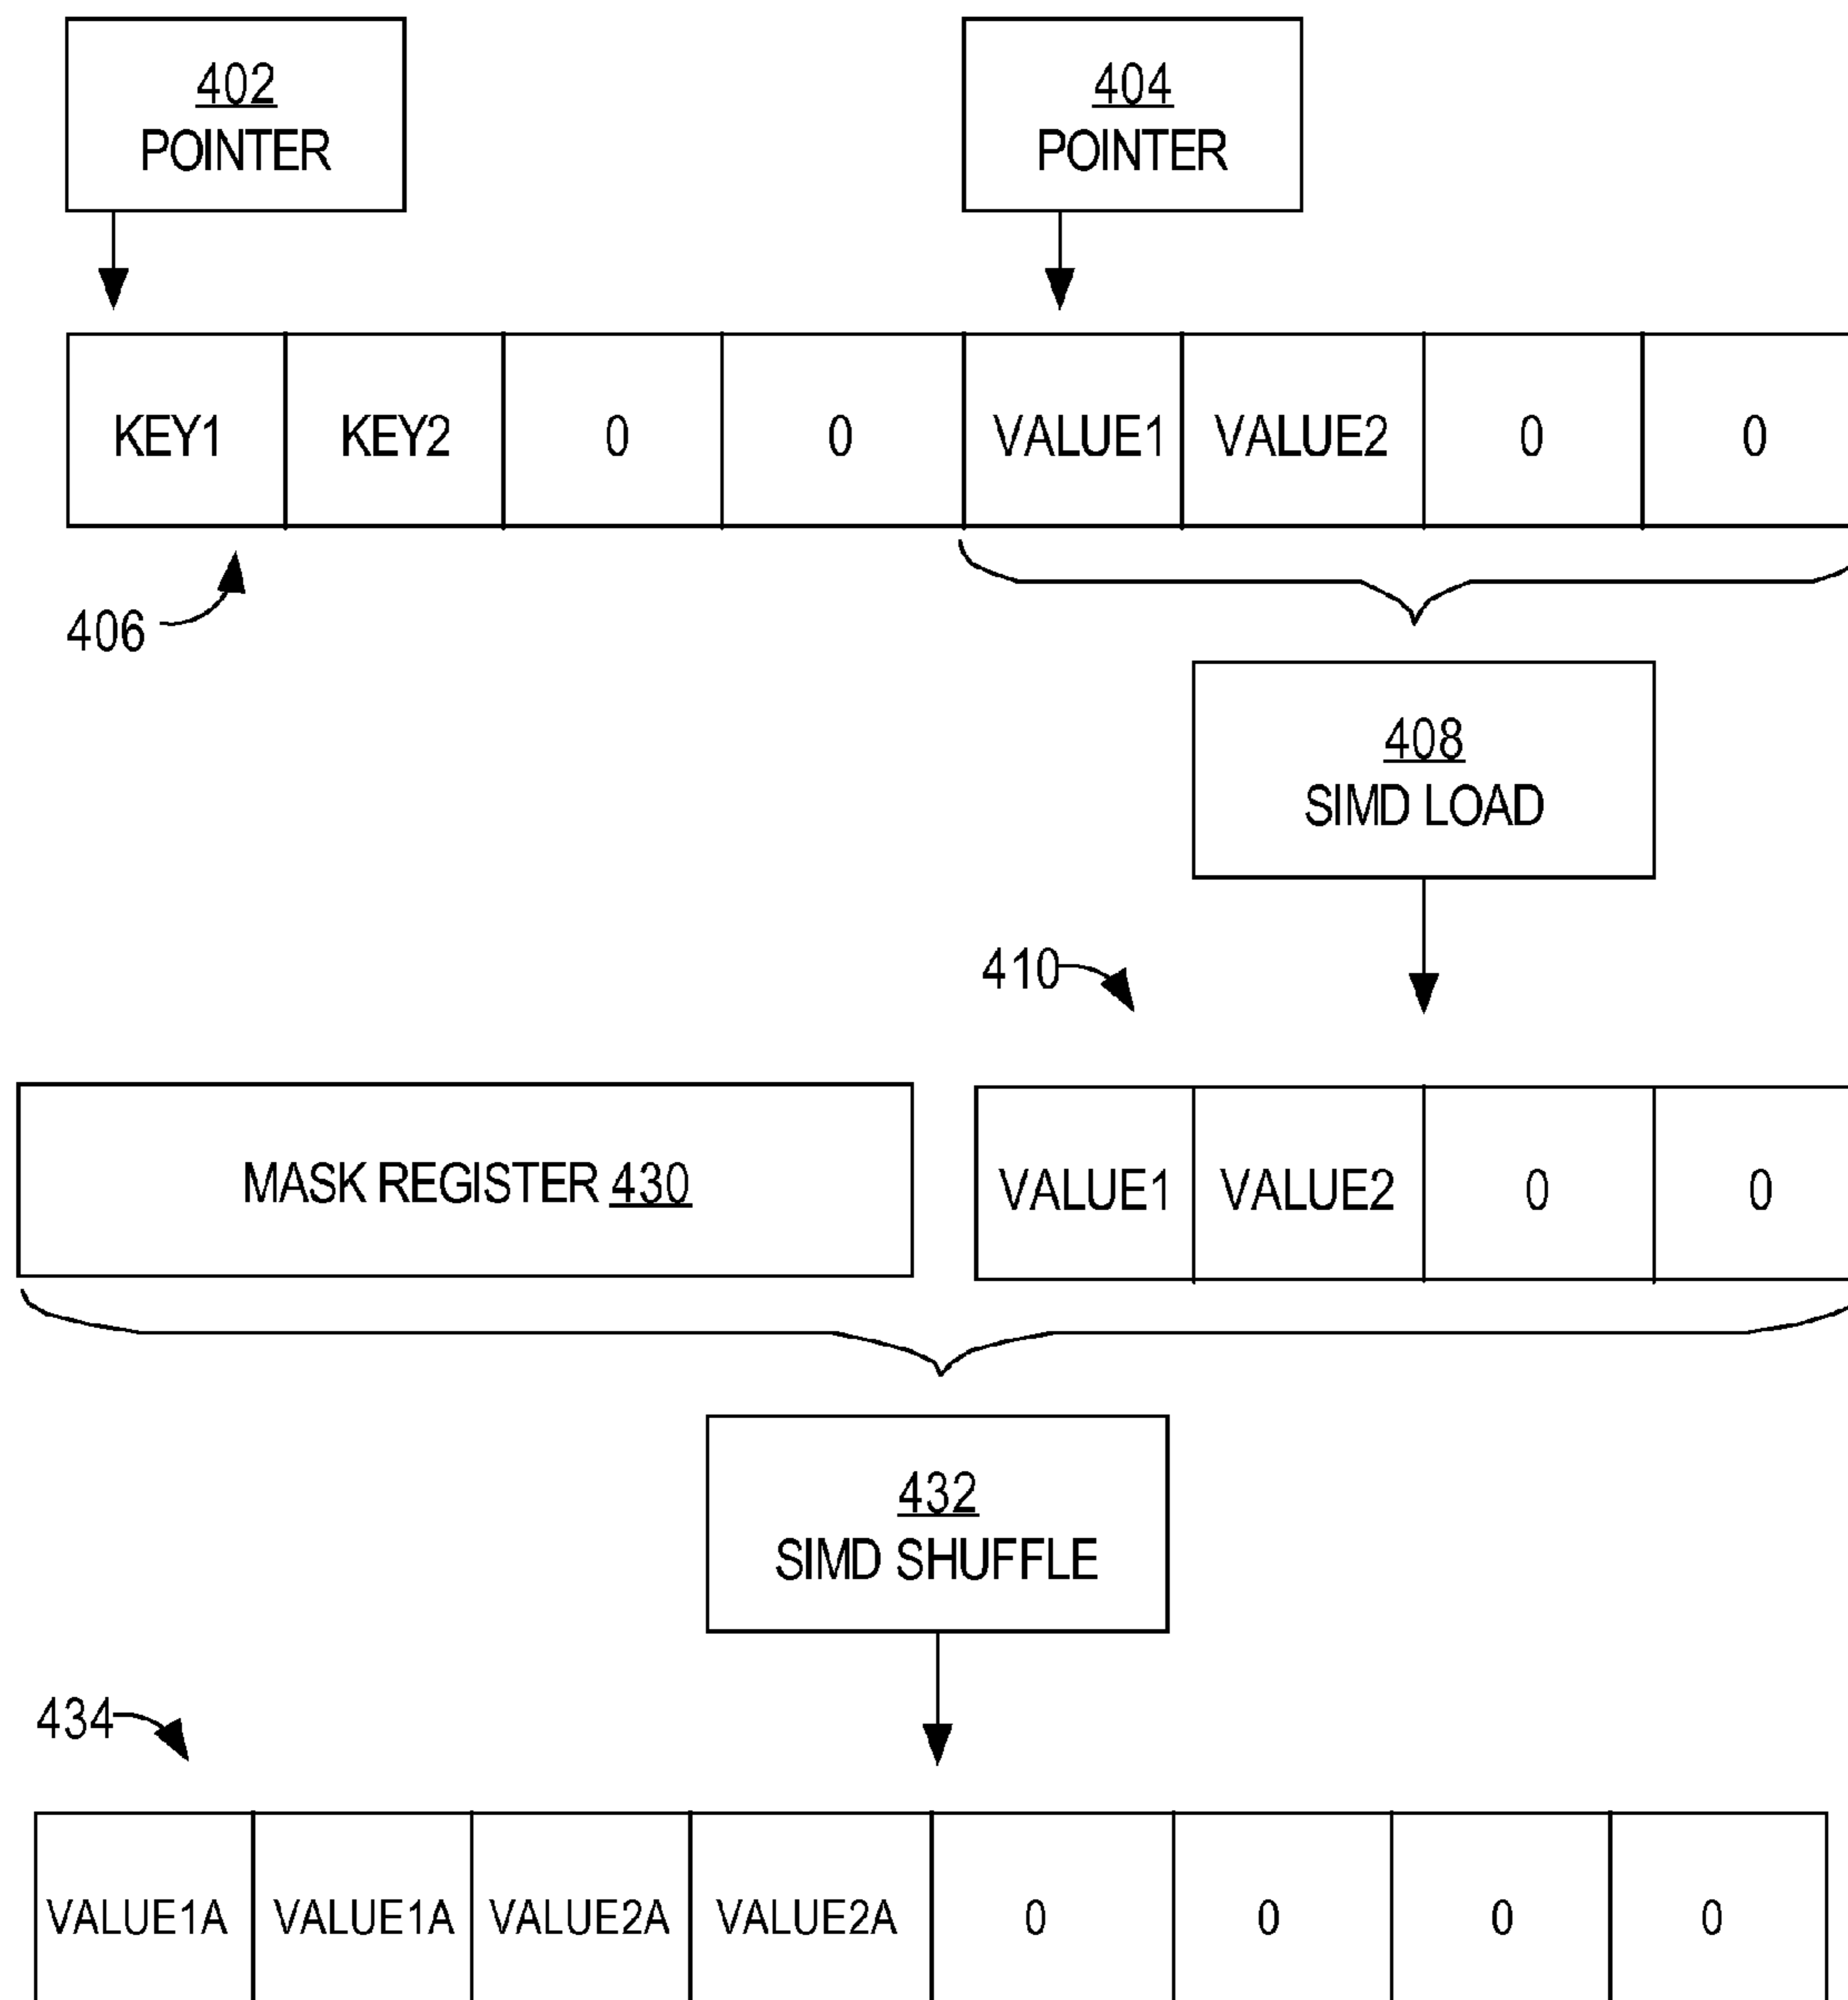 402
POINTER
404
POINTER
KEY1 KEY2 0 0 VALUE1 VALUE2 0 0
406
408
SIMD LOAD
410
MASK REGISTER 430
VALUE1 VALUE2 0 0
432
SIMD SHUFFLE
434
VALUE1A VALUE1A VALUE2A VALUE2A 0 0 0 0